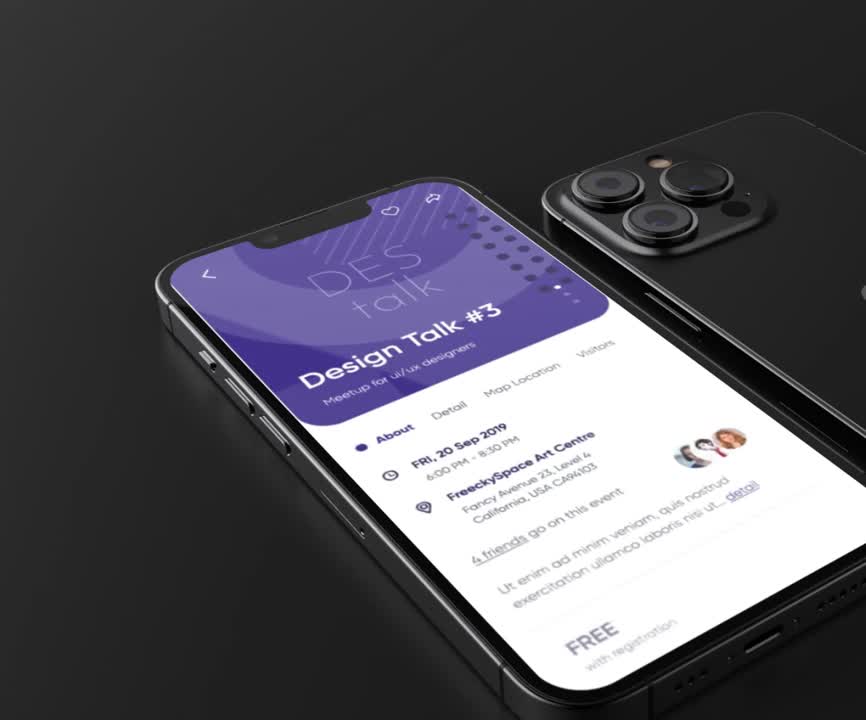 DES
talk
Design Talk #3
Meetup for ui/ux designers
About Detail Map Location Visitors
FRI, 20 Sep 2019
6:00 PM - 8:30 PM
FreeckySpace Art Centre
Fancy Avenue 23, Level 4
California, USA CA94103
4 friends go on this event
Ut enim ad minim veniam, quis nostrud
exercitation ullamco laboris nisi ut... detail
FREE
with registration